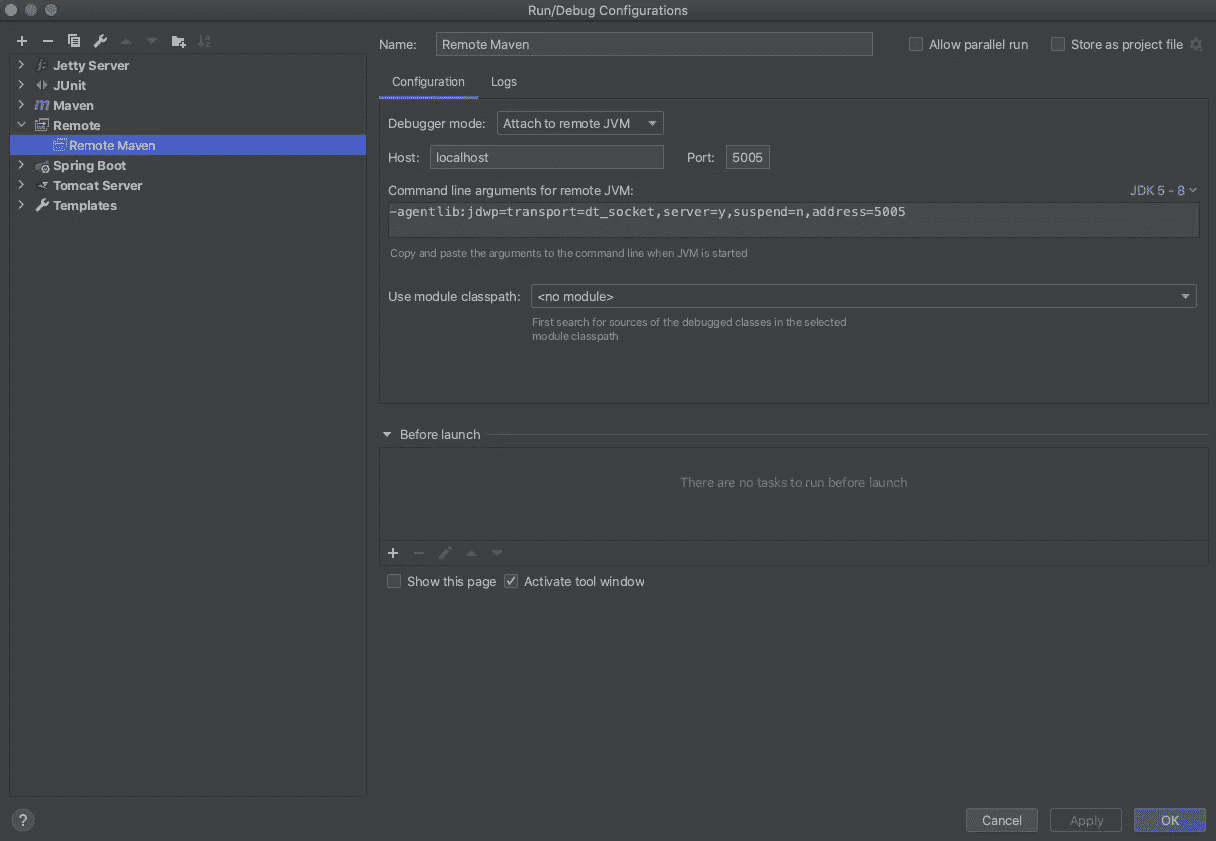 Run/Debug Configurations
Jetty Server
JUnit
Maven
Remote
Remote Maven
Spring Boot
Tomcat Server
Templates
Name: Remote Maven Allow parallel run Store as project file
Configuration Logs
Debugger mode: Attach to remote JVM
Host: localhost Port: 5005
Command line arguments for remote JVM: JDK 5 - 8
-agentlib:jdwp=transport=dt_socket,server=y,suspend=n,address=5005
Copy and paste the arguments to the command line when JVM is started
Use module classpath: <no module>
First search for sources of the debugged classes in the selected
module classpath
Before launch
There are no tasks to run before launch
Show this page Activate tool window
? Cancel Apply OK